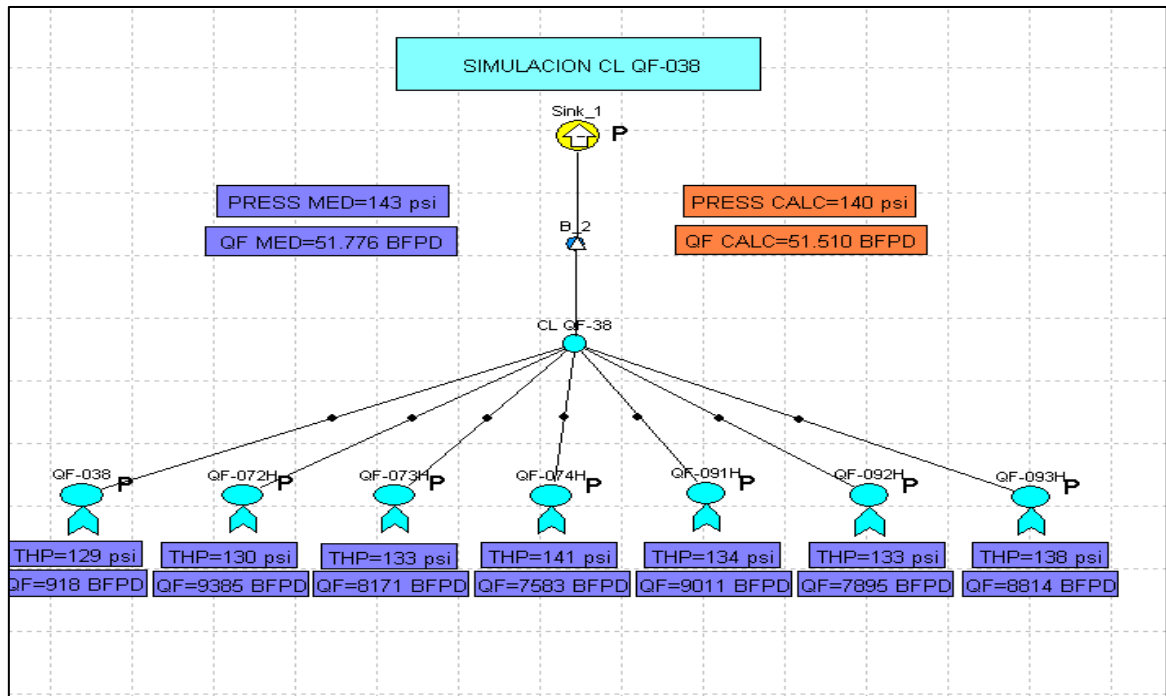 SIMULACION CL QF-038
Sink_1
P
PRESS MED=143 psi
PRESS CALC=140 psi
QF MED=51.776 BFPD
B_2
QF CALC=51.510 BFPD
CL QF-38
QF-038
P
QF-072H
P
QF-073H
P
QF-074H
P
QF-091H
P
QF-092H
P
QF-093H
P
THP=129 psi
THP=130 psi
THP=133 psi
THP=141 psi
THP=134 psi
THP=133 psi
THP=138 psi
QF=918 BFPD
QF=9385 BFPD
QF=8171 BFPD
QF=7583 BFPD
QF=9011 BFPD
QF=7895 BFPD
QF=8814 BFPD